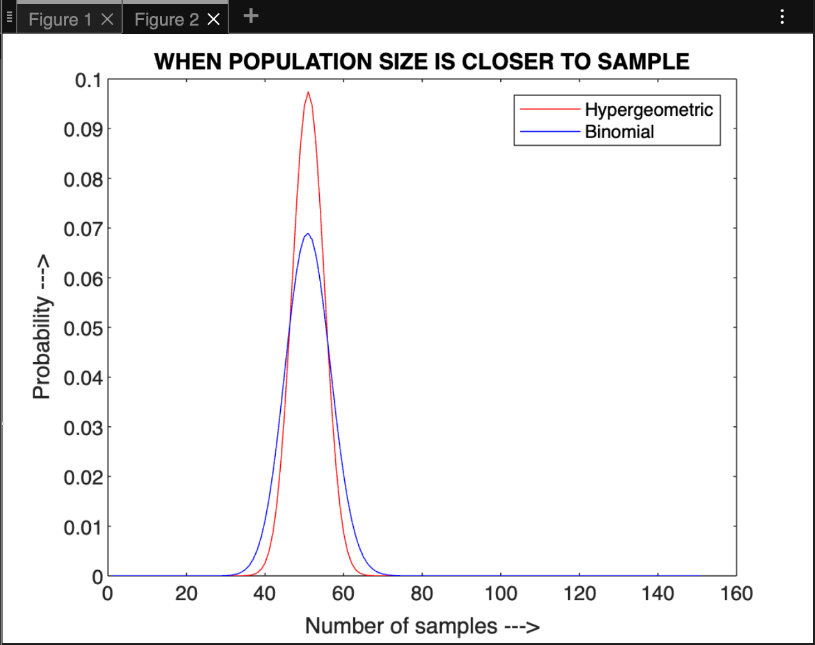 Figure 1
Figure 2
WHEN POPULATION SIZE IS CLOSER TO SAMPLE
Hypergeometric
Binomial
0.1
0.09
0.08
0.07
0.06
0.05
0.04
0.03
0.02
0.01
0
Probability --->
0 20 40 60 80 100 120 140 160
Number of samples --->